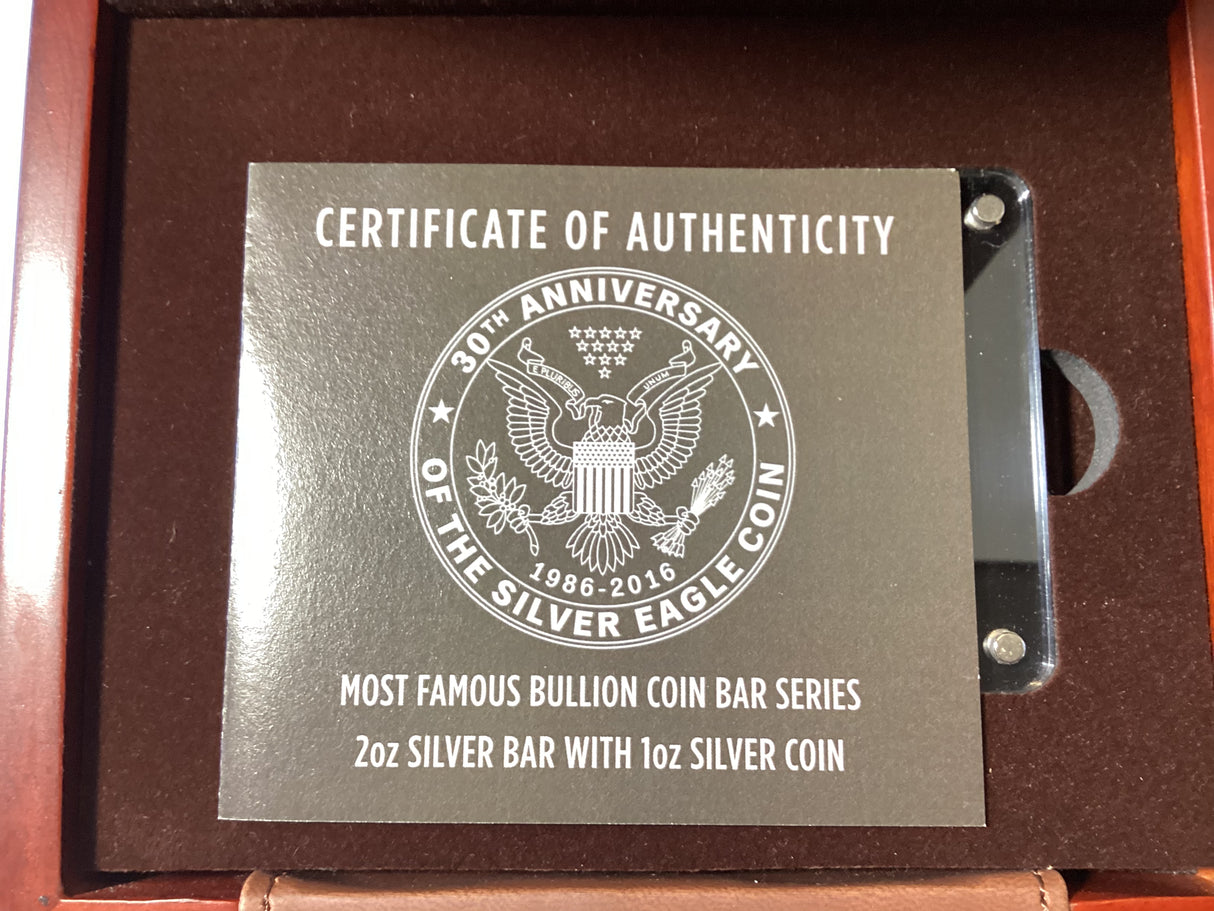 CERTIFICATE OF AUTHENTICITY
30TH ANNIVERSARY
E PLURIBUS UNUM
OF THE SILVER EAGLE COIN
1986-2016
MOST FAMOUS BULLION COIN BAR SERIES
2oz SILVER BAR WITH 1oz SILVER COIN